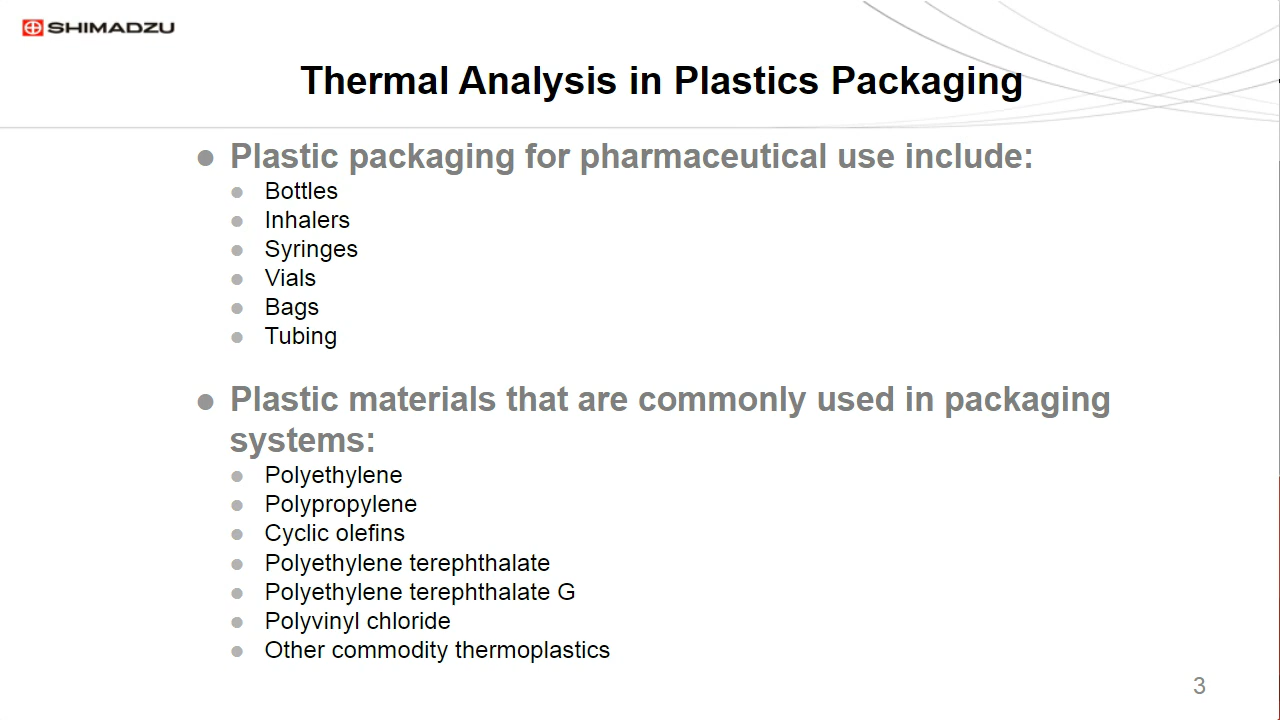 SHIMADZU
Thermal Analysis in Plastics Packaging
Plastic packaging for pharmaceutical use include:
Bottles
Inhalers
Syringes
Vials
Bags
Tubing
Plastic materials that are commonly used in packaging
systems:
Polyethylene
Polypropylene
Cyclic olefins
Polyethylene terephthalate
Polyethylene terephthalate G
Polyvinyl chloride
Other commodity thermoplastics
3